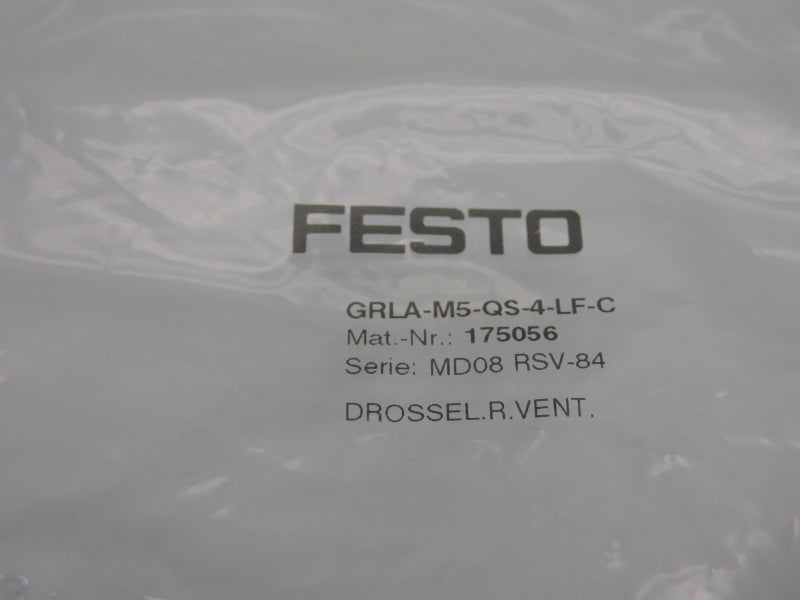 FESTO
GRLA-M5-QS-4-LF-C
Mat.-Nr.: 175056
Serie: MD08 RSV-84
DROSSEL.R.VENT.